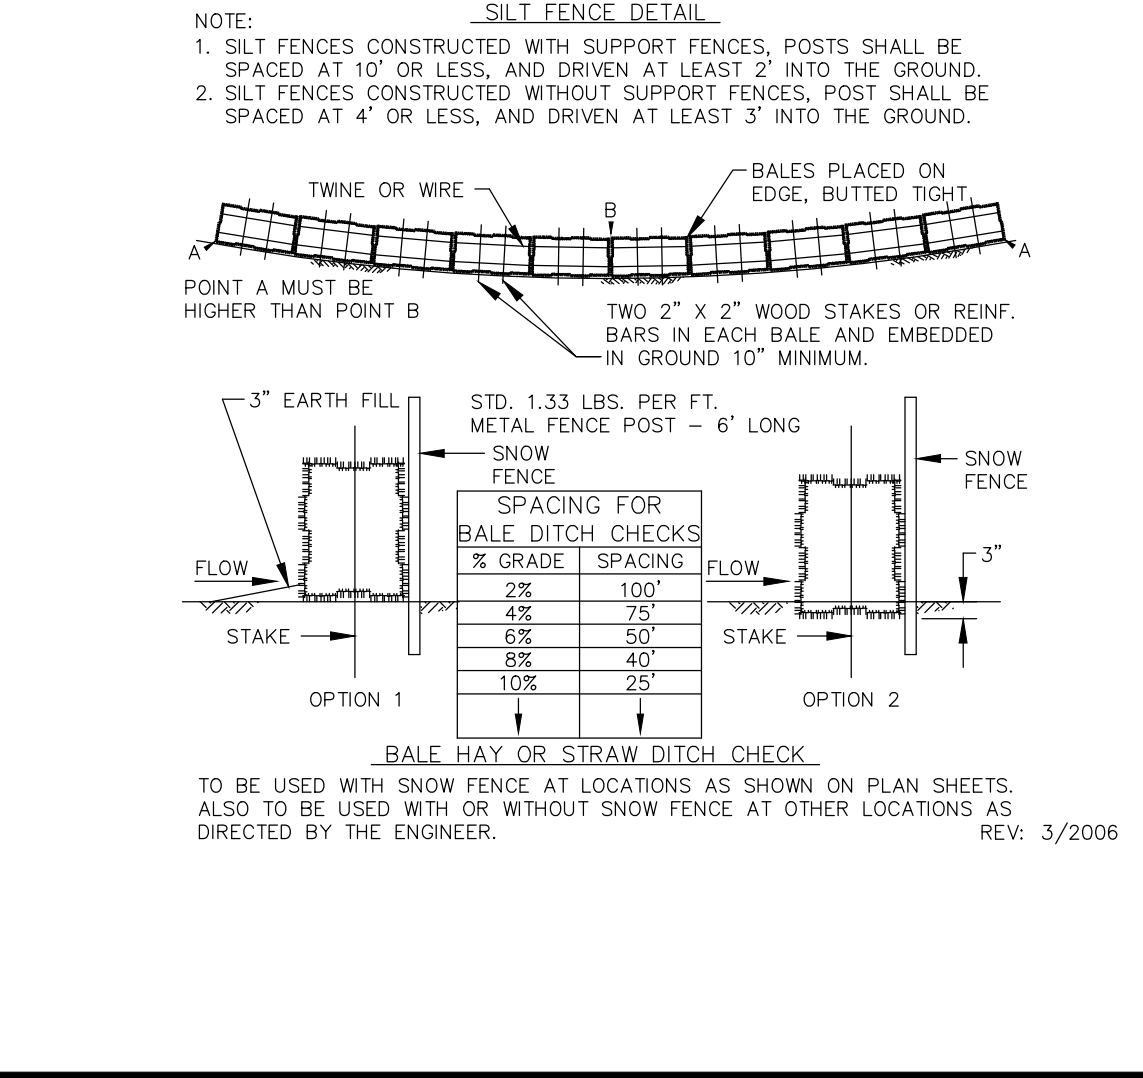 SILT FENCE DETAIL
NOTE:
1. SILT FENCES CONSTRUCTED WITH SUPPORT FENCES, POSTS SHALL BE
SPACED AT 10' OR LESS, AND DRIVEN AT LEAST 2' INTO THE GROUND.
2. SILT FENCES CONSTRUCTED WITHOUT SUPPORT FENCES, POST SHALL BE
SPACED AT 4' OR LESS, AND DRIVEN AT LEAST 3' INTO THE GROUND.
TWINE OR WIRE
BALES PLACED ON
EDGE, BUTTED TIGHT
B
A
A
POINT A MUST BE
HIGHER THAN POINT B
TWO 2" X 2" WOOD STAKES OR REINF.
BARS IN EACH BALE AND EMBEDDED
IN GROUND 10" MINIMUM.
3" EARTH FILL
STD. 1.33 LBS. PER FT.
METAL FENCE POST – 6' LONG
SNOW
FENCE
FLOW
STAKE
OPTION 1
SPACING FOR
BALE DITCH CHECKS
% GRADE SPACING
2% 100'
4% 75'
6% 50'
8% 40'
10% 25'
SNOW
FENCE
FLOW
3"
STAKE
OPTION 2
BALE HAY OR STRAW DITCH CHECK
TO BE USED WITH SNOW FENCE AT LOCATIONS AS SHOWN ON PLAN SHEETS.
ALSO TO BE USED WITH OR WITHOUT SNOW FENCE AT OTHER LOCATIONS AS
DIRECTED BY THE ENGINEER.
REV: 3/2006